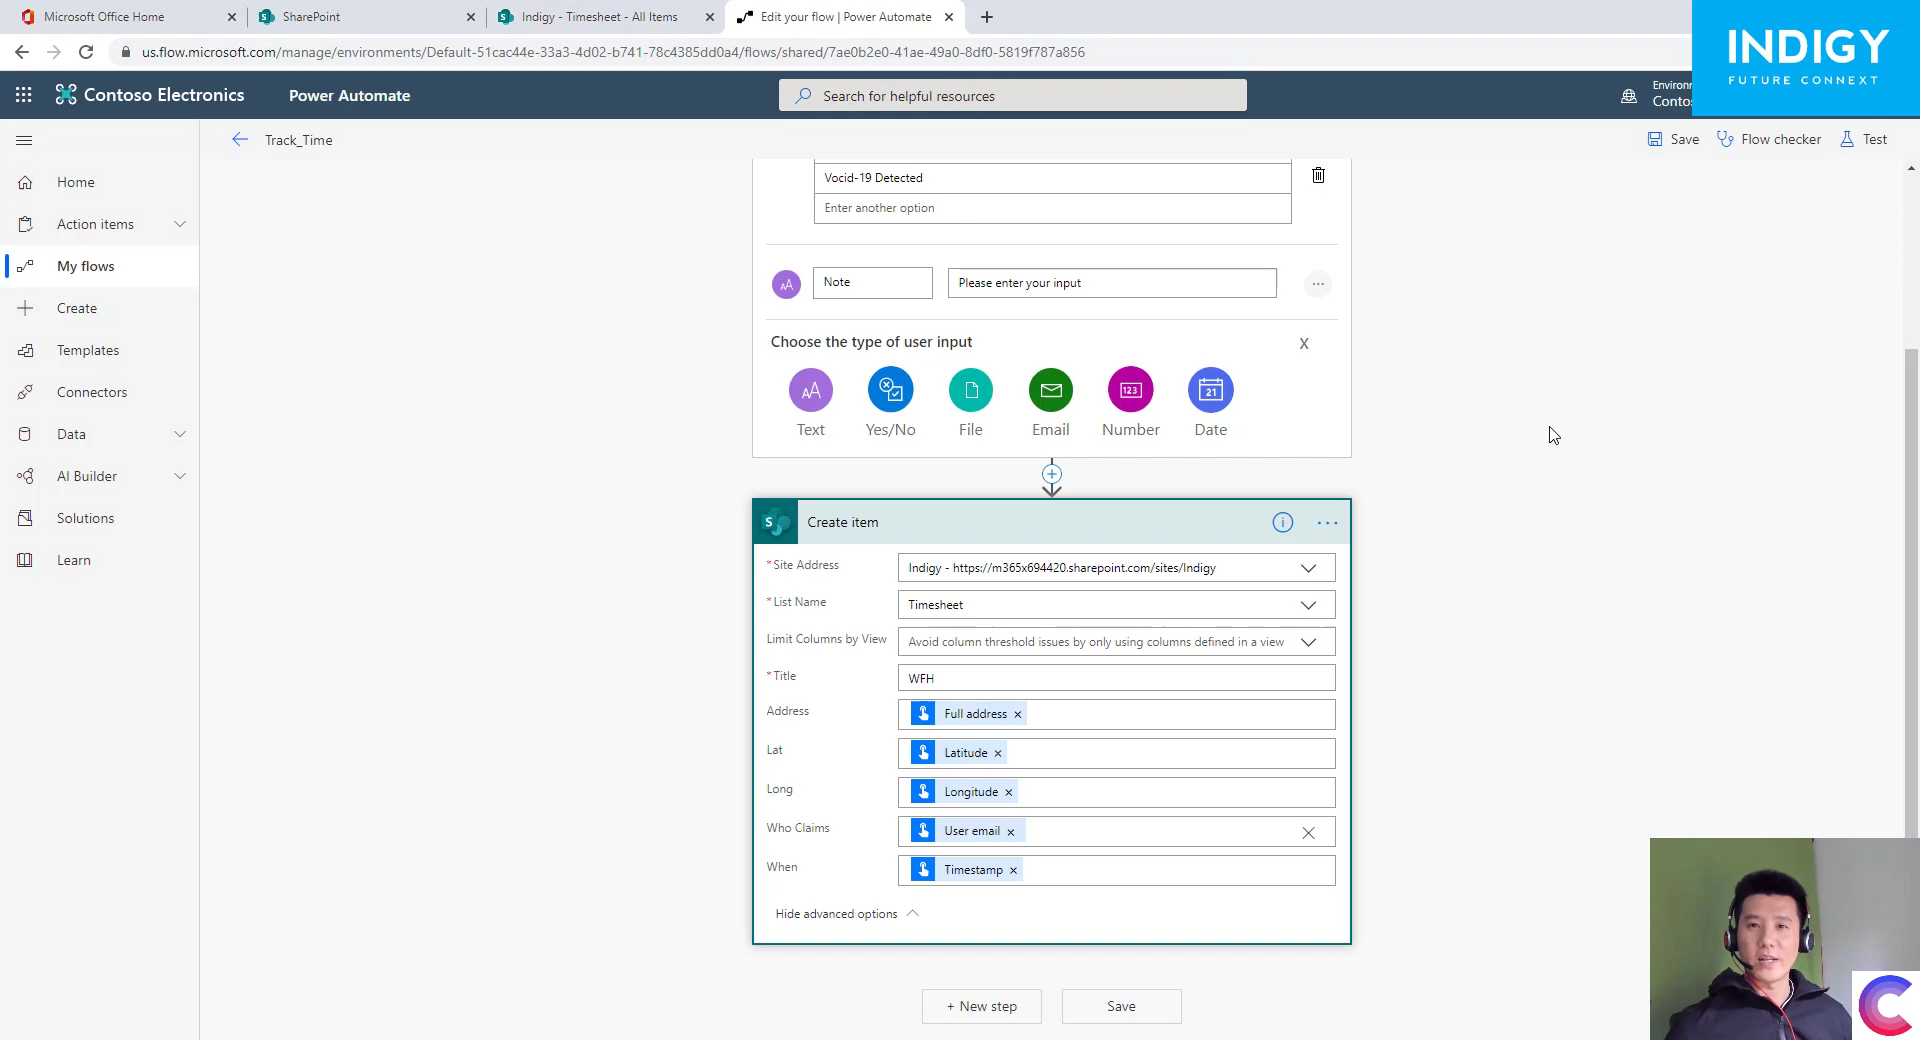 Microsoft Office Home
SharePoint
Indigy - Timesheet - All Items
Edit your flow | Power Automate
us.flow.microsoft.com/manage/environments/Default-51cac44e-33a3-4d02-b741-78c4385dd0a4/flows/shared/7ae0b2e0-41ae-49a0-8df0-5819f787a856
INDIGY
FUTURE CONNEXT
Contoso Electronics
Power Automate
Search for helpful resources
Track_Time
Save
Flow checker
Test
Home
Action items
My flows
Create
Templates
Connectors
Data
AI Builder
Solutions
Learn
Vocid-19 Detected
Enter another option
AA
Note
Please enter your input
...
Choose the type of user input
X
AA
123
21
Text
Yes/No
File
Email
Number
Date
S
Create item
...
* Site Address
Indigy - https://m365x694420.sharepoint.com/sites/Indigy
* List Name
Timesheet
Limit Columns by View
Avoid column threshold issues by only using columns defined in a view
* Title
WFH
Address
Full address
Lat
Latitude
Long
Longitude
Who Claims
User email
When
Timestamp
Hide advanced options
+ New step
Save